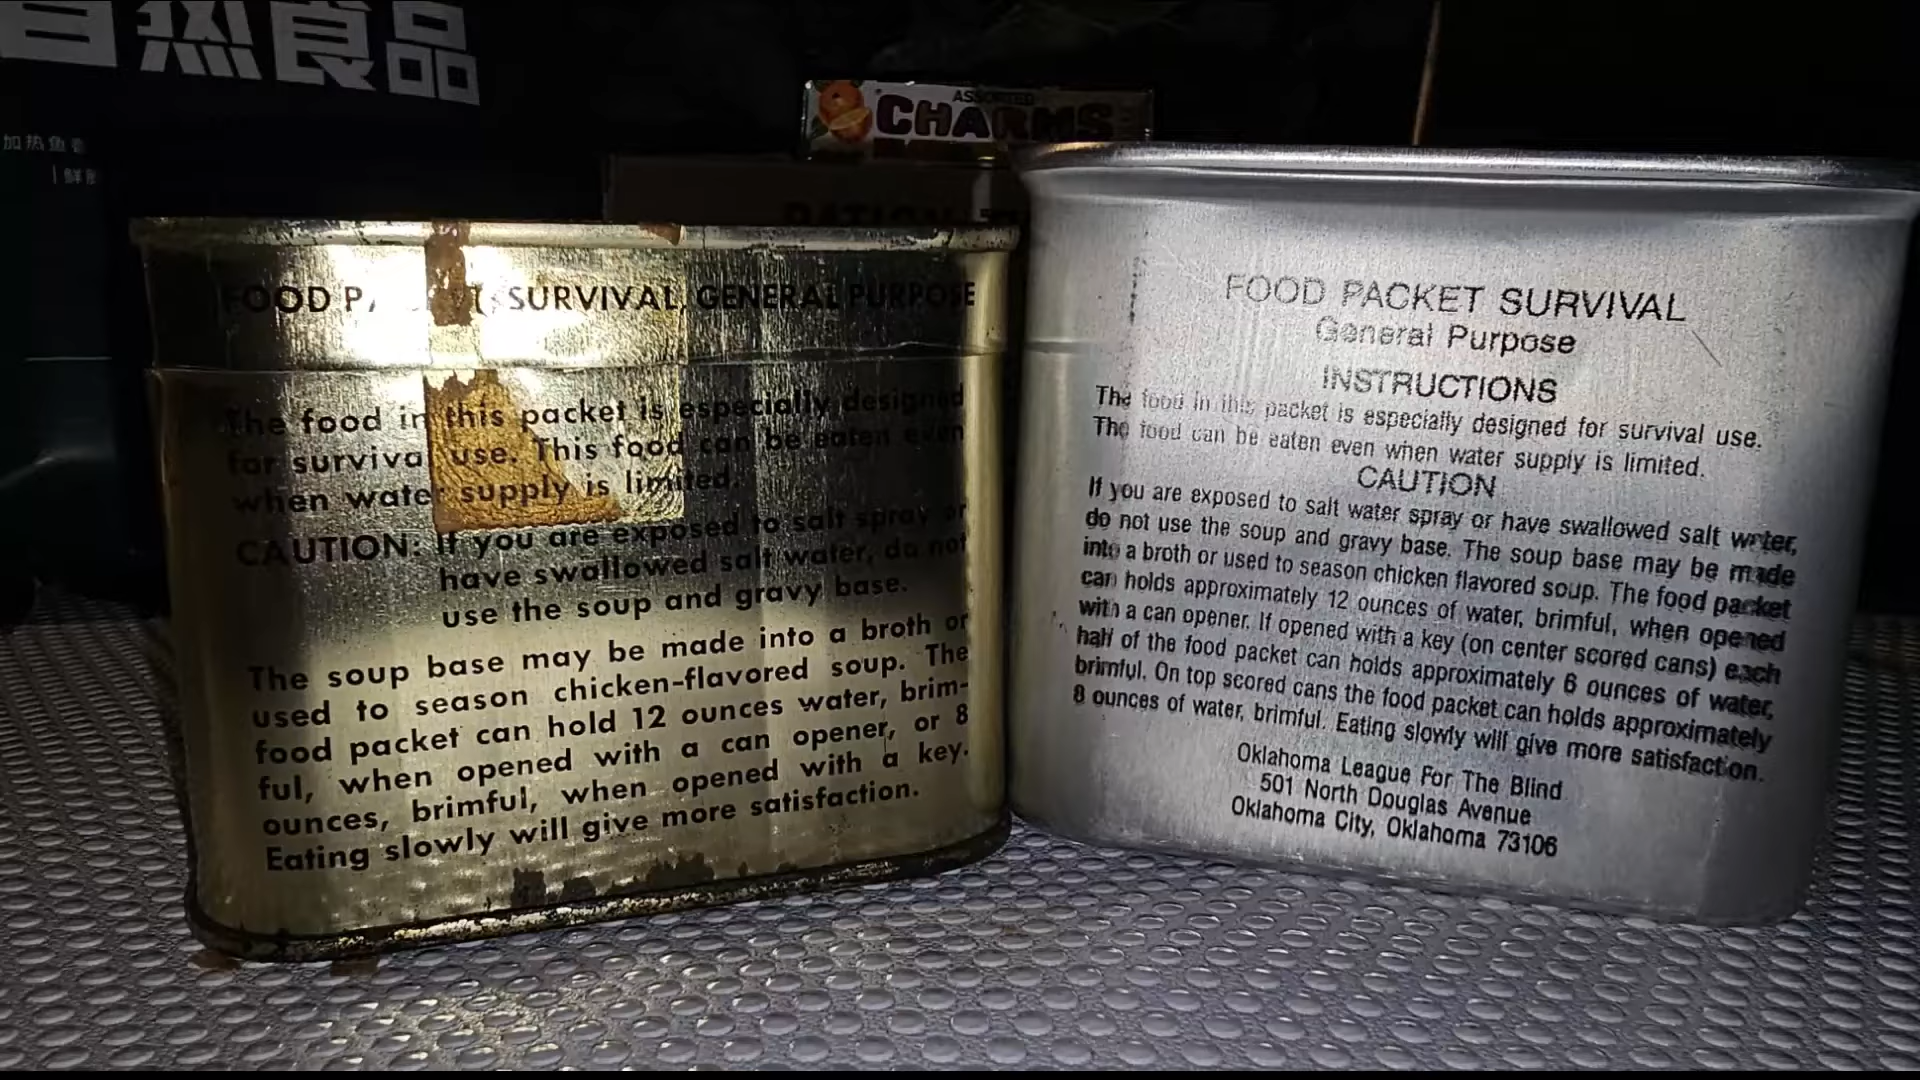 自热食品
加热鱼
鲜
ASSORTED
CHARMS
RATION
FOOD PACKET, SURVIVAL, GENERAL PURPOSE
The food in this packet is especially designed
for survival use. This food can be eaten even
when water supply is limited.
CAUTION: If you are exposed to salt spray or
have swallowed salt water, do not
use the soup and gravy base.
The soup base may be made into a broth or
used to season chicken-flavored soup. The
food packet can hold 12 ounces water, brim-
ful, when opened with a can opener, or 8
ounces, brimful, when opened with a key.
Eating slowly will give more satisfaction.
FOOD PACKET SURVIVAL
General Purpose
INSTRUCTIONS
The food in this packet is especially designed for survival use.
The food can be eaten even when water supply is limited.
CAUTION
If you are exposed to salt water spray or have swallowed salt water,
do not use the soup and gravy base. The soup base may be made
into a broth or used to season chicken flavored soup. The food packet
can holds approximately 12 ounces of water, brimful, when opened
with a can opener. If opened with a key (on center scored cans) each
half of the food packet can holds approximately 6 ounces of water,
brimful. On top scored cans the food packet can holds approximately
8 ounces of water, brimful. Eating slowly will give more satisfaction.
Oklahoma League For The Blind
501 North Douglas Avenue
Oklahoma City, Oklahoma 73106